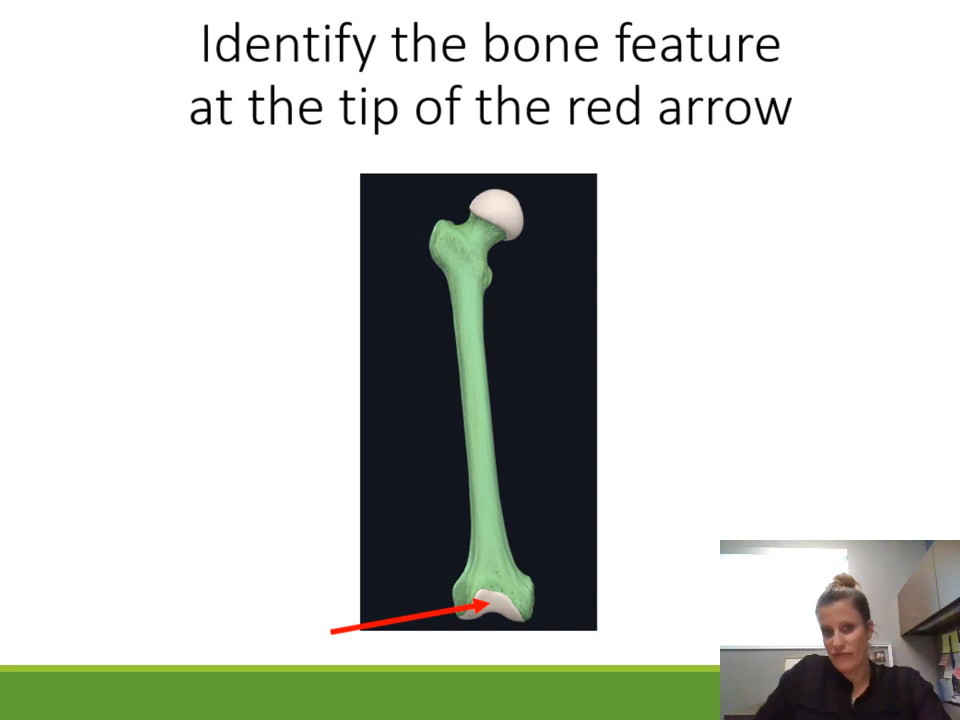 Identify the bone feature
at the tip of the red arrow